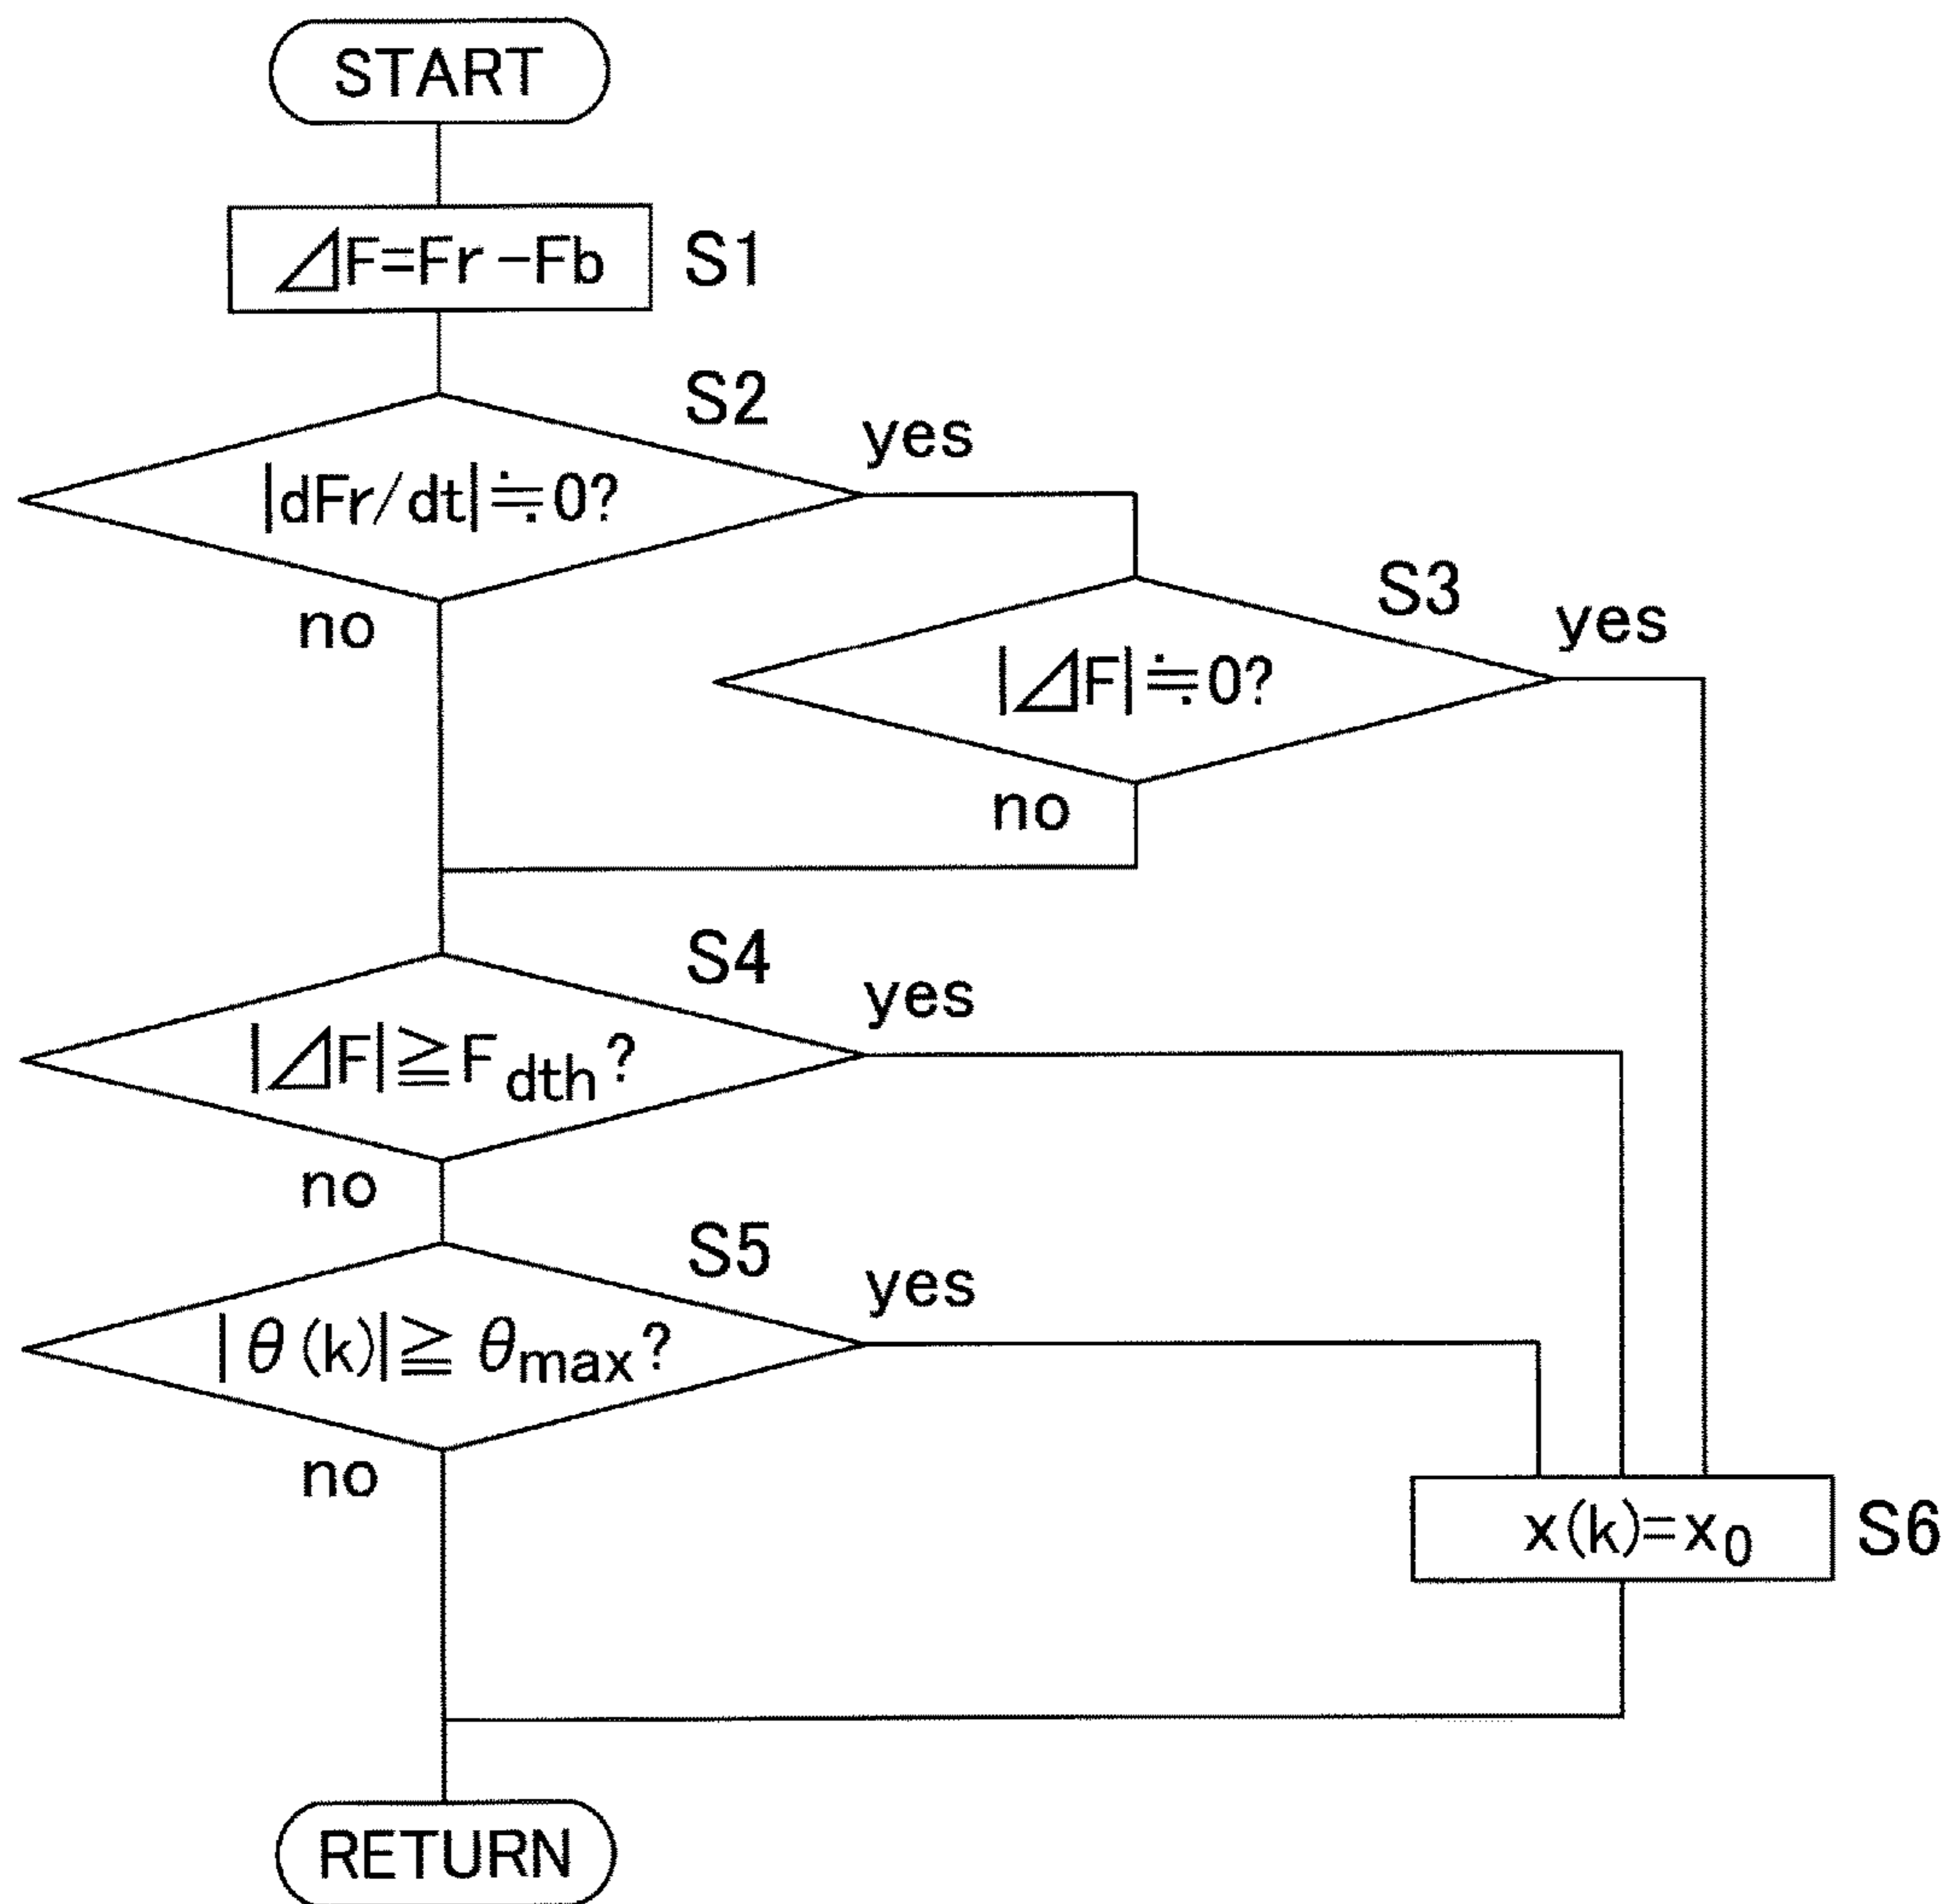 START
⊿F=Fr-Fb S1
S2
yes
|dFr/dt|≒0?
no
S3
yes
|⊿F|≒0?
no
S4
yes
|⊿F|≧Fdth?
no
S5
yes
|θ(k)|≧θmax?
no
x(k)=x0 S6
RETURN